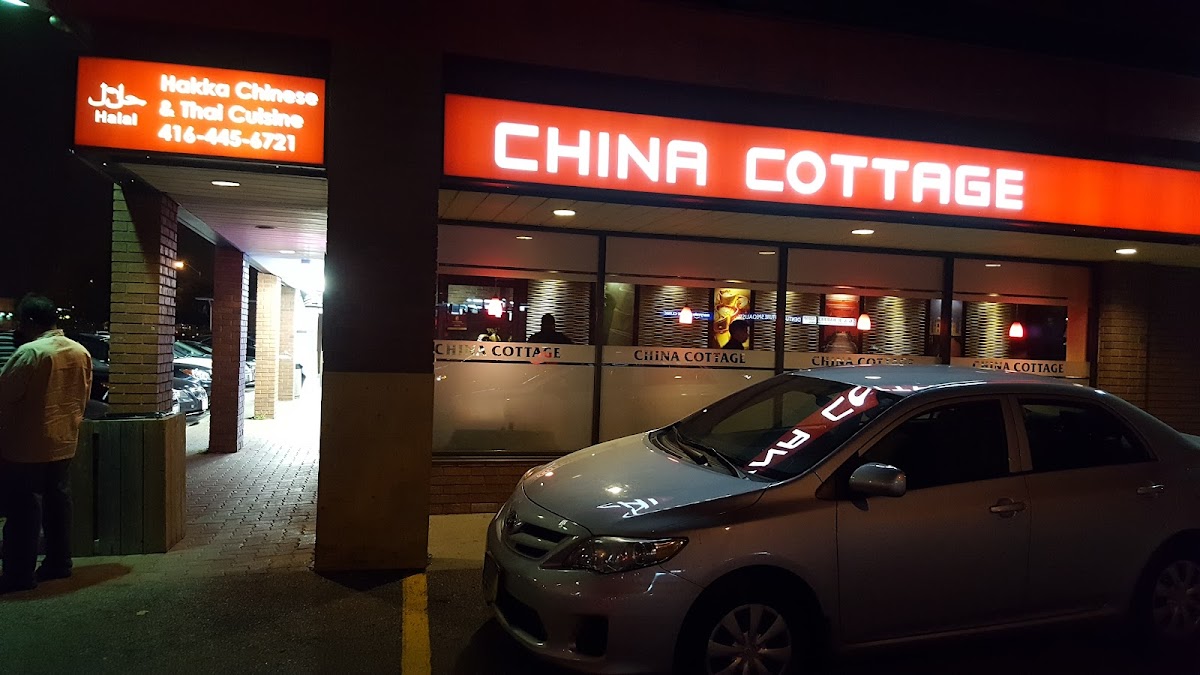 حلال
Halal
Hakka Chinese
& Thai Cuisine
416-445-6721
CHINA COTTAGE
CHINA COTTAGE
CHINA COTTAGE
CHINA COTTAGE
CHINA COTTAGE